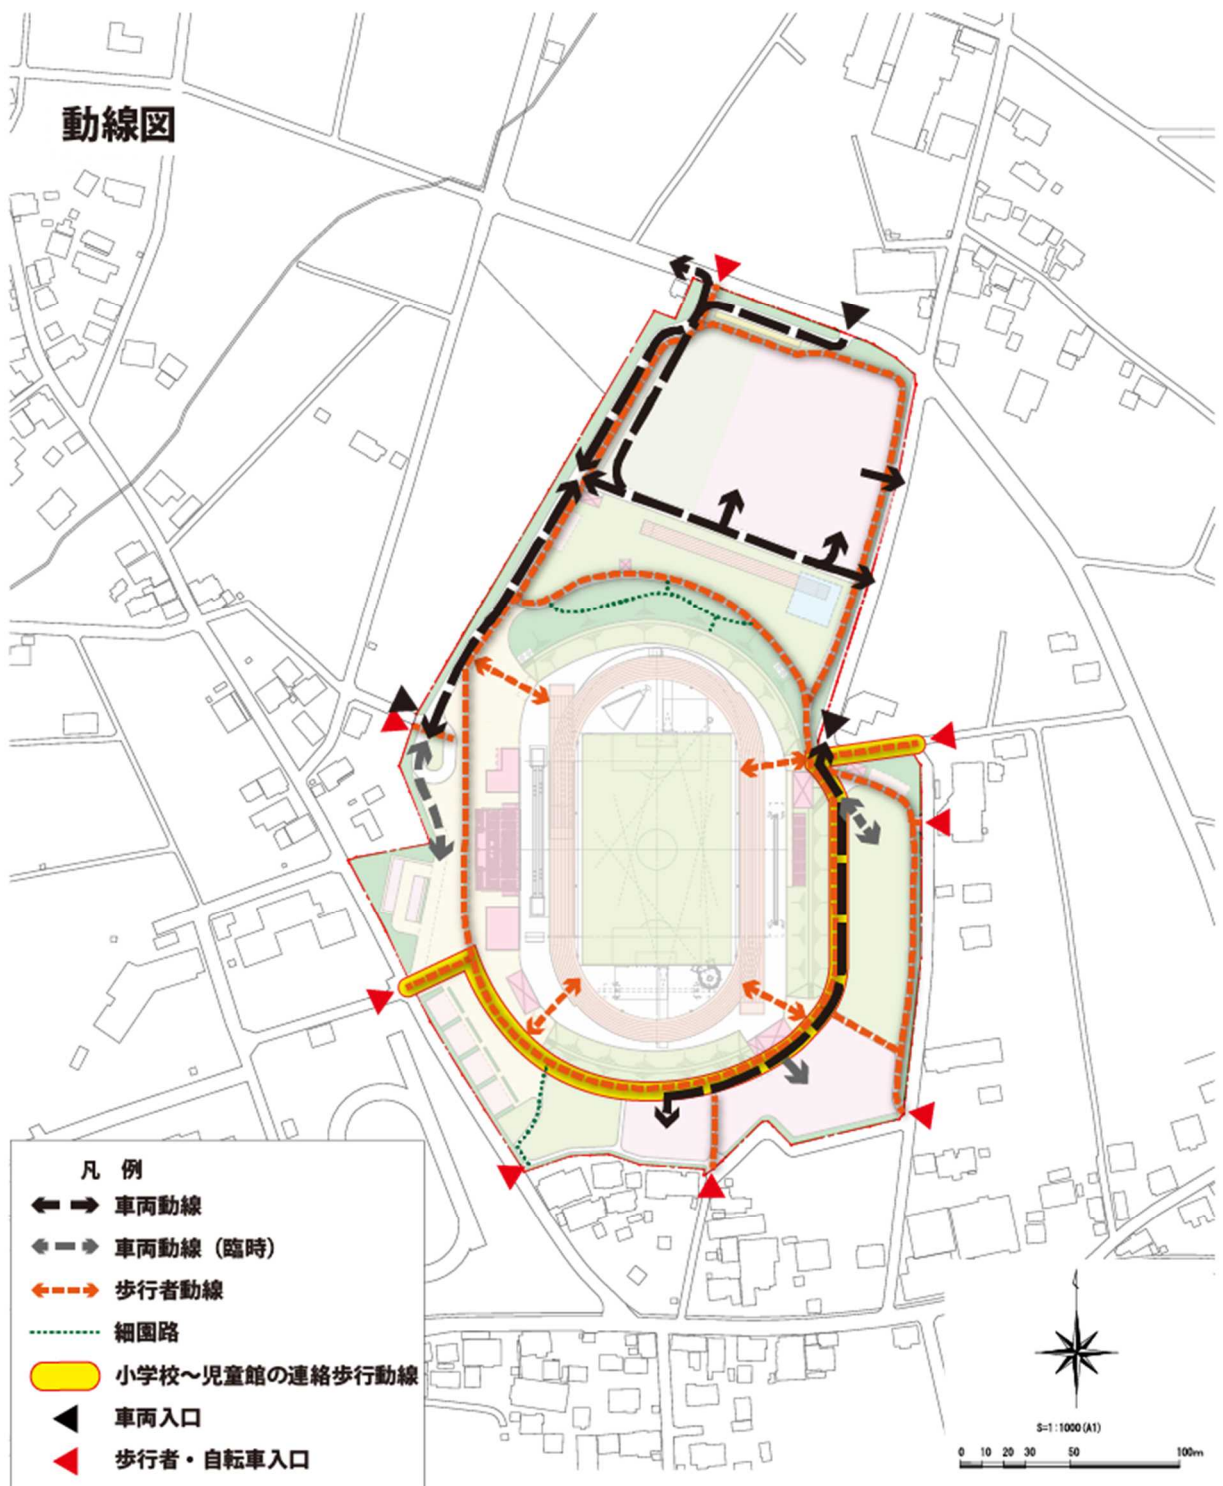 動線図
凡 例
車両動線
車両動線（臨時）
歩行者動線
細園路
小学校～児童館の連絡歩行動線
車両入口
歩行者・自転車入口
S=1:1000(A1)
0 10 20 30 50 100m